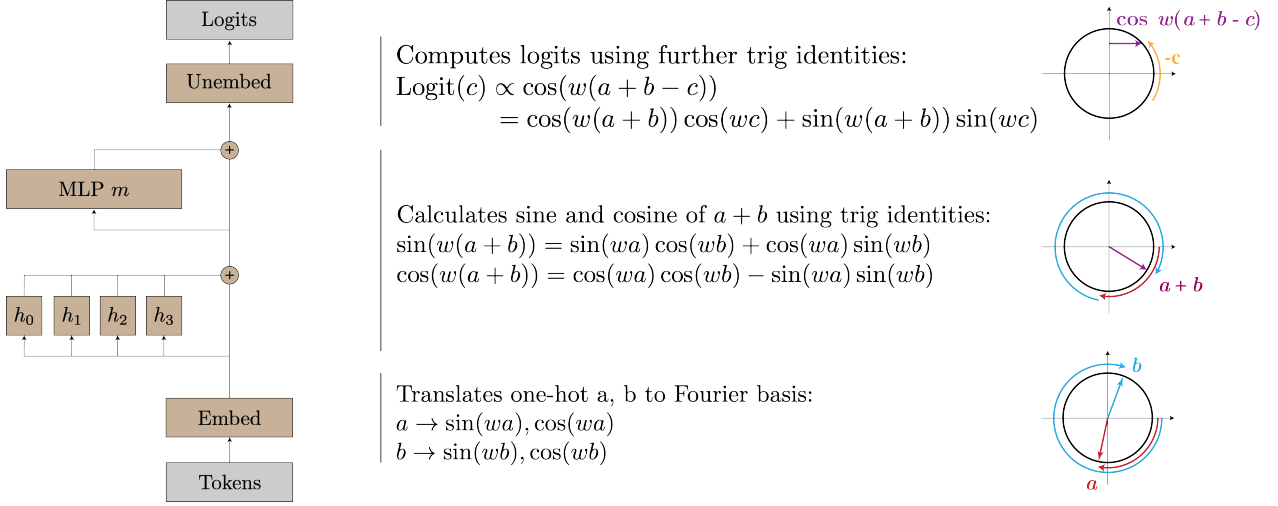 Logits
Unembed
+
MLP m
+
h₀ h₁ h₂ h₃
Embed
Tokens
Computes logits using further trig identities:
Logit(c) ∝ cos(w(a + b − c))
= cos(w(a + b)) cos(wc) + sin(w(a + b)) sin(wc)
Calculates sine and cosine of a + b using trig identities:
sin(w(a + b)) = sin(wa) cos(wb) + cos(wa) sin(wb)
cos(w(a + b)) = cos(wa) cos(wb) − sin(wa) sin(wb)
Translates one-hot a, b to Fourier basis:
a → sin(wa), cos(wa)
b → sin(wb), cos(wb)
cos w(a + b - c)
-c
a + b
b
a